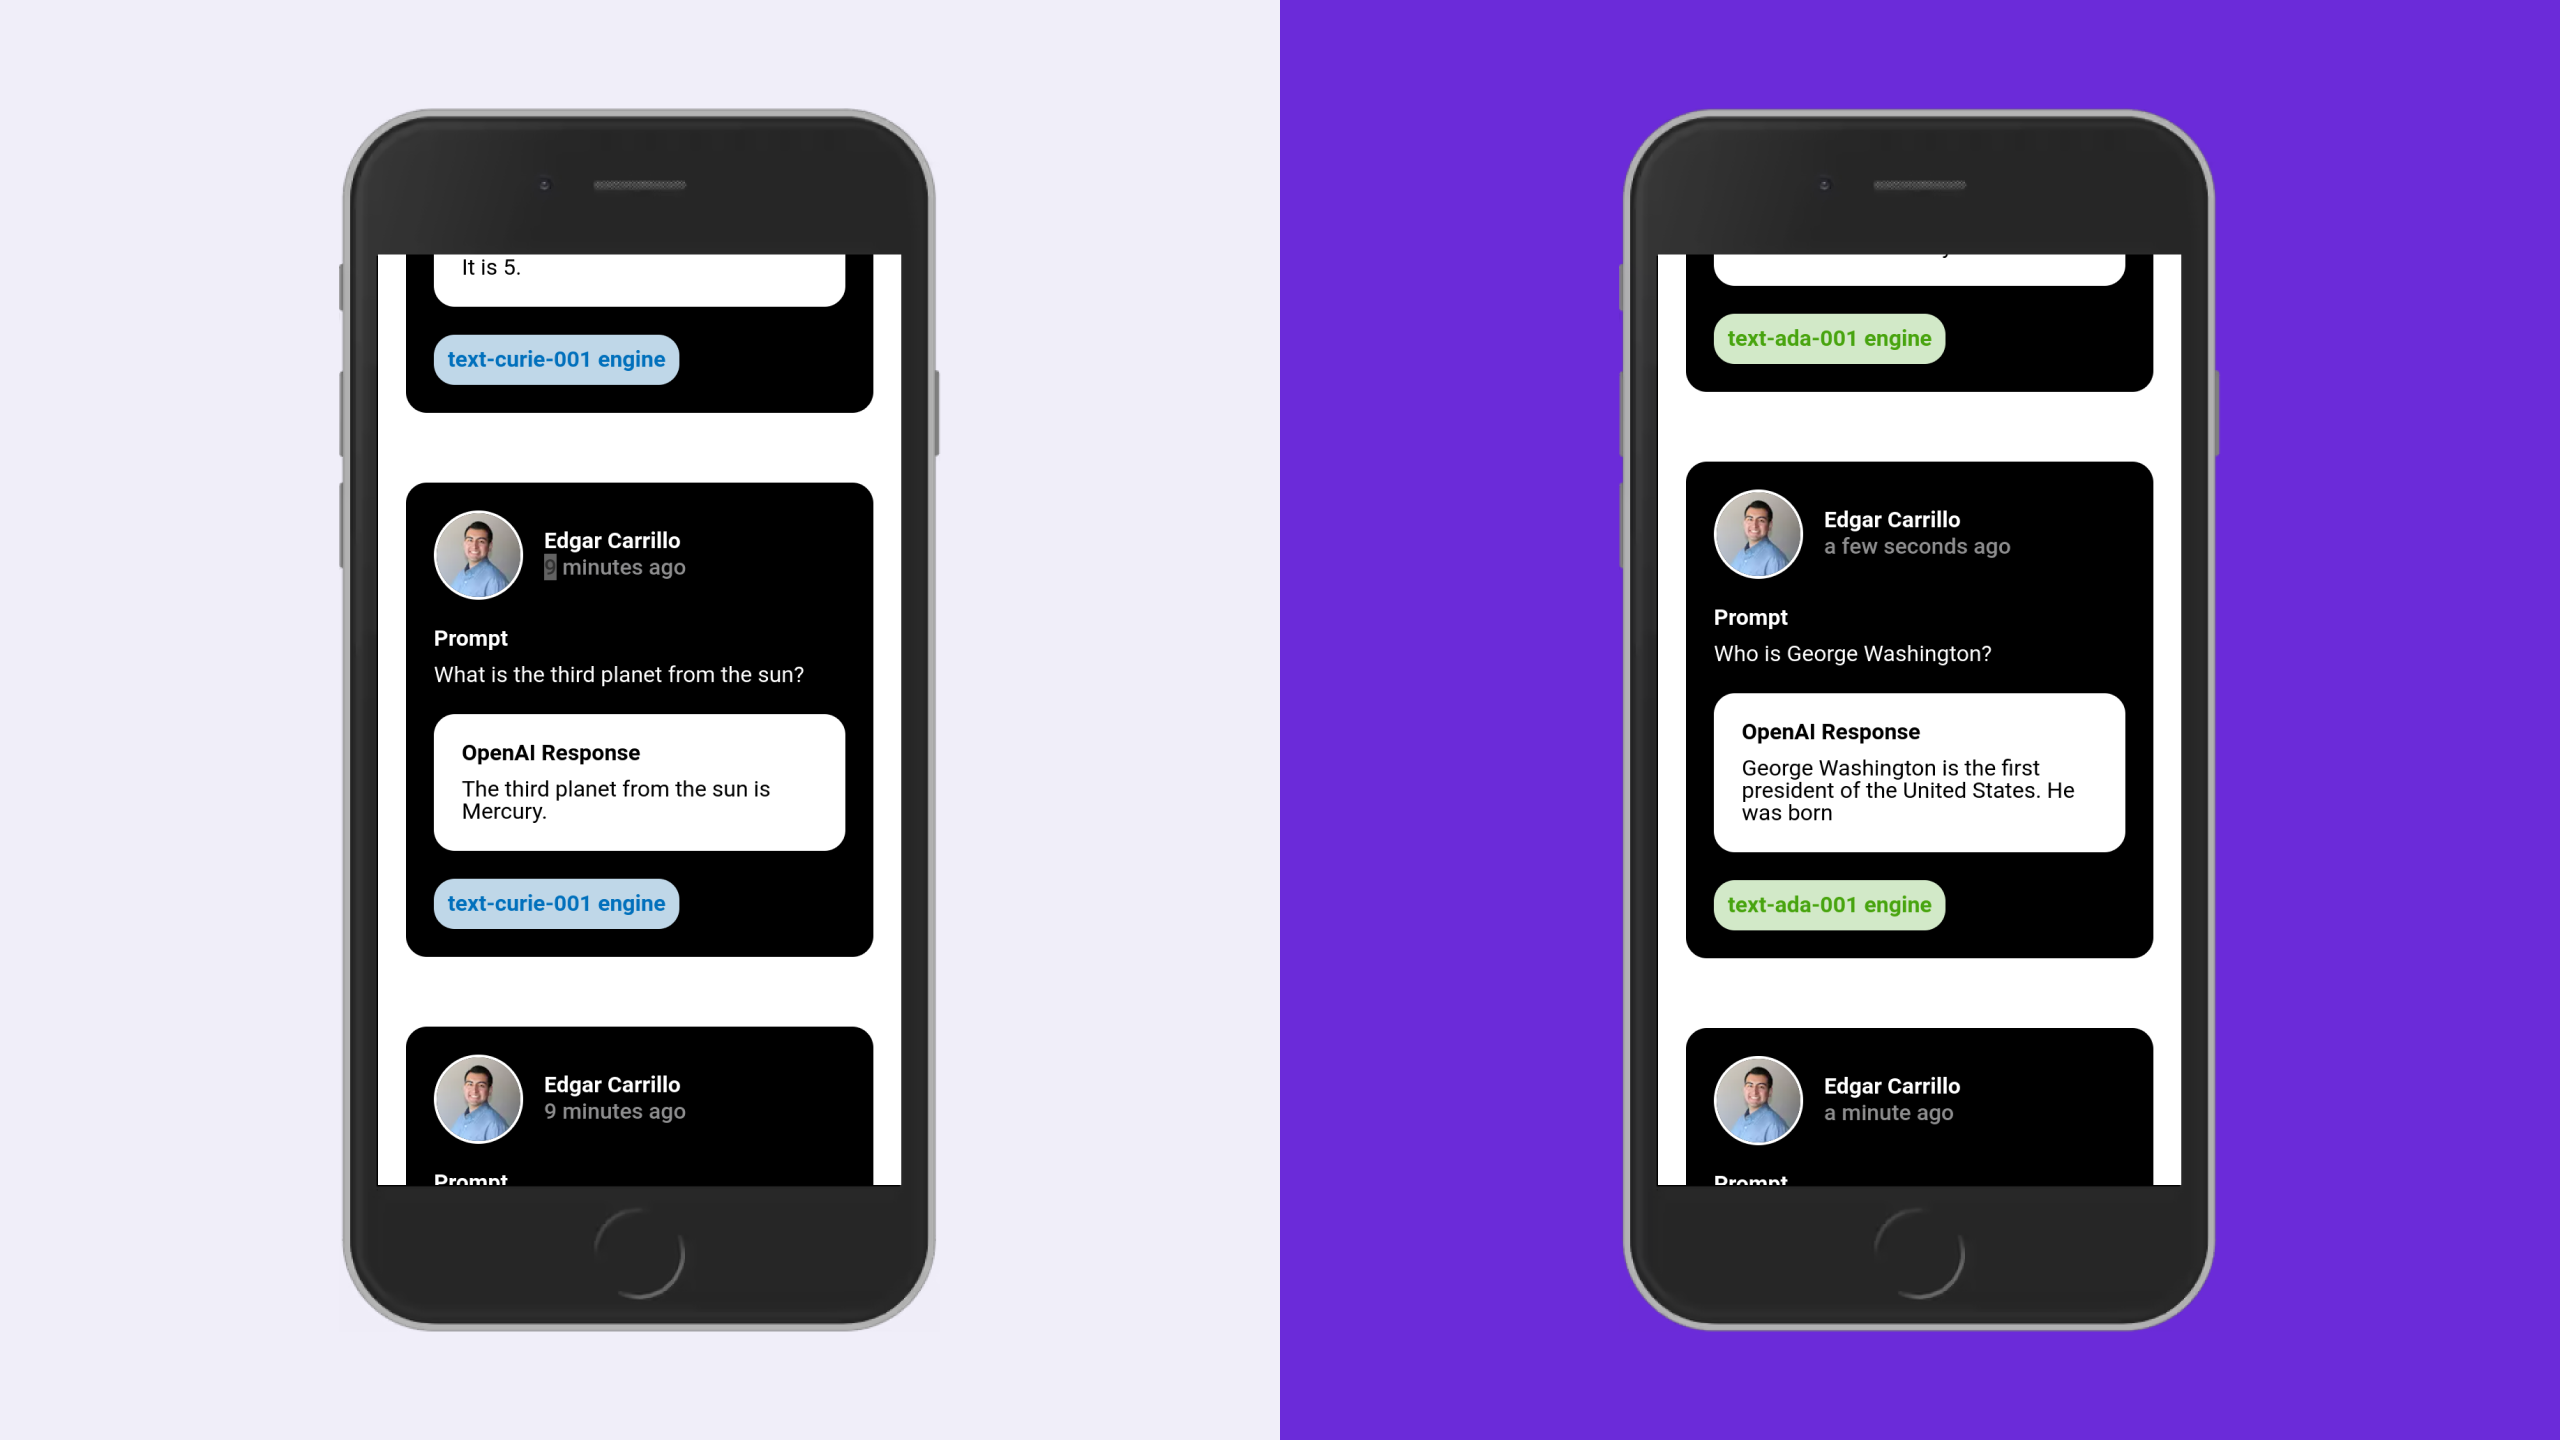 It is 5.
text-curie-001 engine
Edgar Carrillo
9 minutes ago
Prompt
What is the third planet from the sun?
OpenAI Response
The third planet from the sun is
Mercury.
text-curie-001 engine
Edgar Carrillo
9 minutes ago
Prompt
text-ada-001 engine
Edgar Carrillo
a few seconds ago
Prompt
Who is George Washington?
OpenAI Response
George Washington is the first
president of the United States. He
was born
text-ada-001 engine
Edgar Carrillo
a minute ago
Prompt